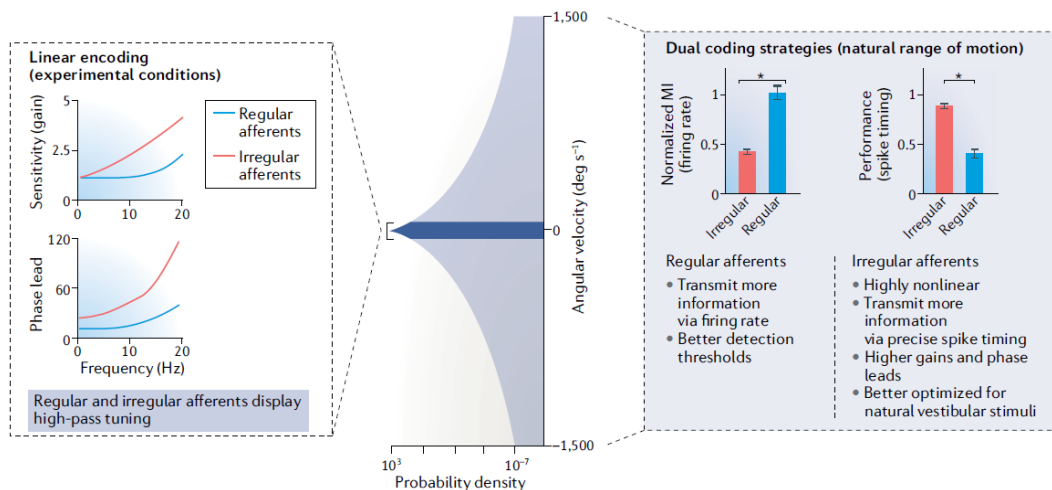 Linear encoding
(experimental conditions)
Sensitivity (gain)
5
2.5
0
0
10
20
Regular
afferents
Irregular
afferents
Phase lead
120
60
0
0
10
20
Frequency (Hz)
Regular and irregular afferents display
high-pass tuning
1,500
0
–1,500
Angular velocity (deg s⁻¹)
10³
10⁻⁷
Probability density
Dual coding strategies (natural range of motion)
Normalized MI
(firing rate)
1
0.5
0
*
Irregular
Regular
Performance
(spike timing)
1
0.5
0
*
Irregular
Regular
Regular afferents
• Transmit more
information
via firing rate
• Better detection
thresholds
Irregular afferents
• Highly nonlinear
• Transmit more
information
via precise spike timing
• Higher gains and phase
leads
• Better optimized for
natural vestibular stimuli